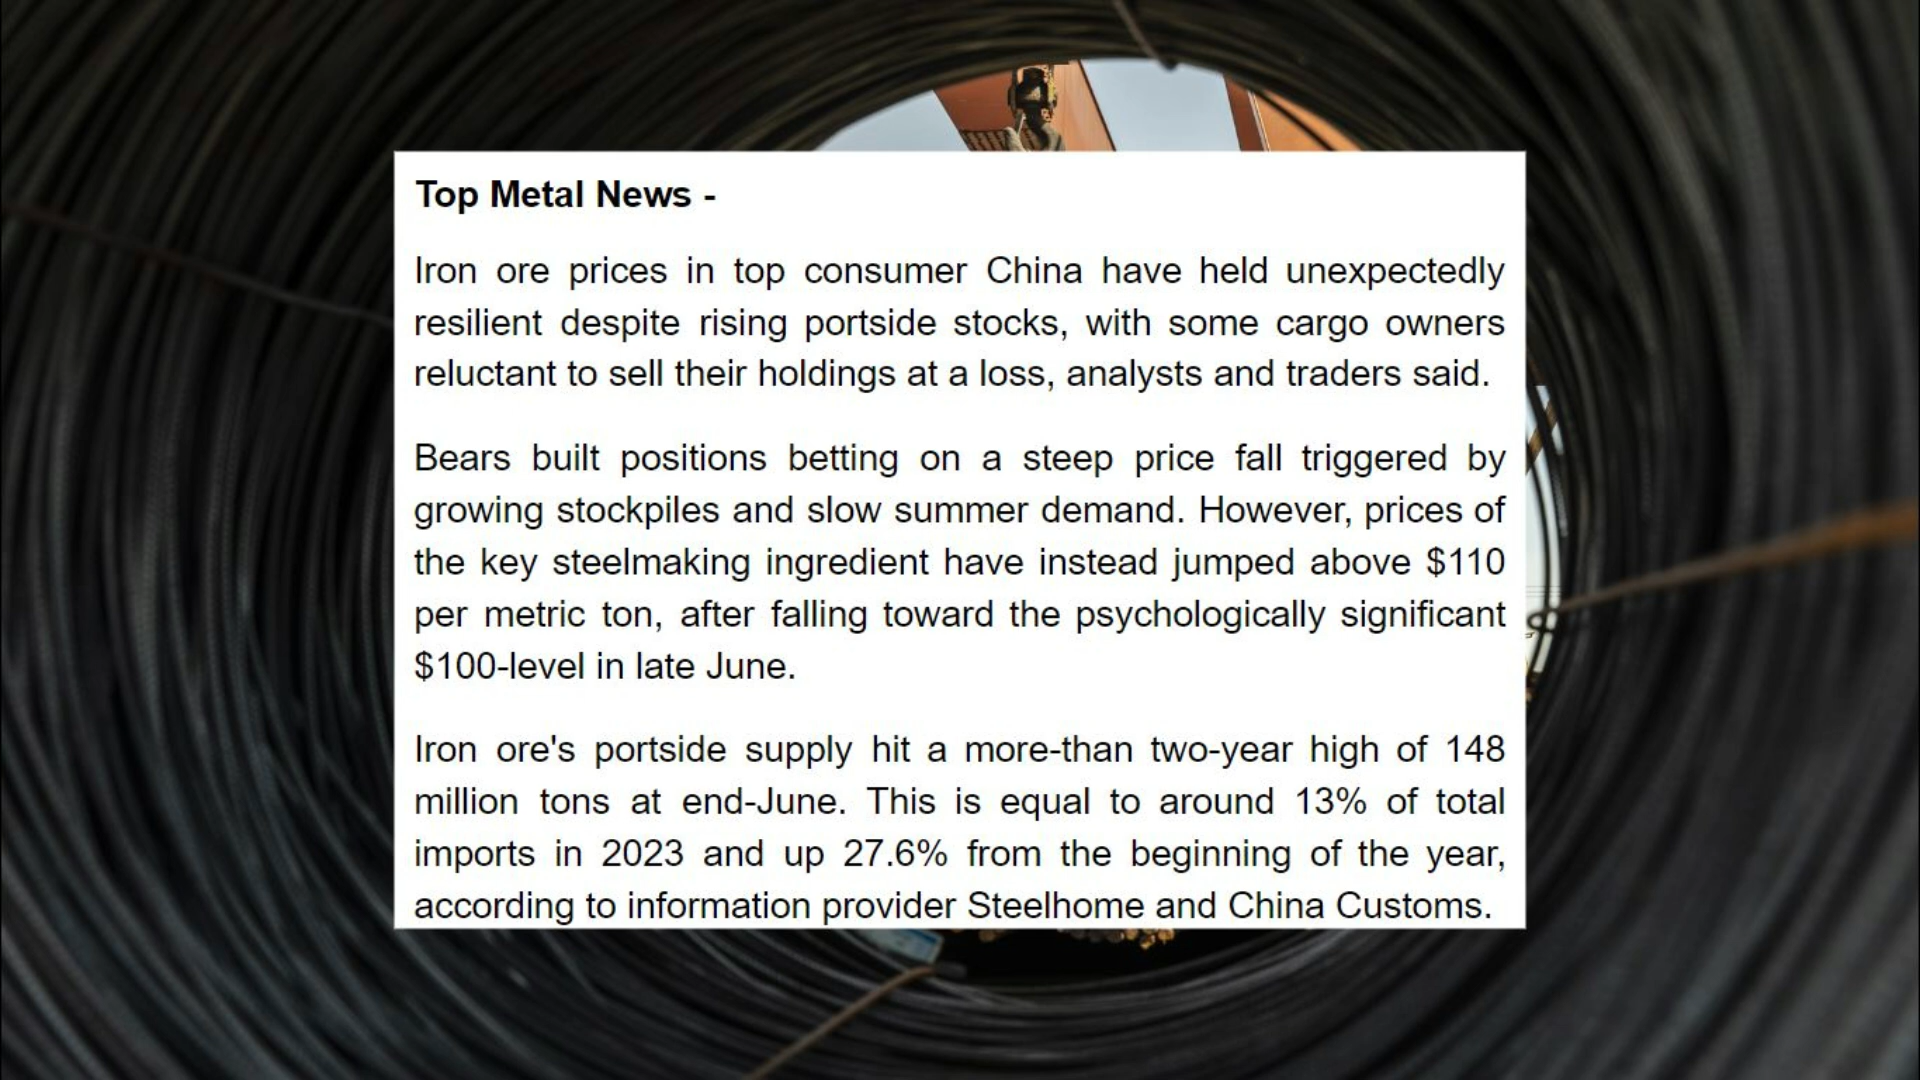 Top Metal News -
Iron ore prices in top consumer China have held unexpectedly
resilient despite rising portside stocks, with some cargo owners
reluctant to sell their holdings at a loss, analysts and traders said.
Bears built positions betting on a steep price fall triggered by
growing stockpiles and slow summer demand. However, prices of
the key steelmaking ingredient have instead jumped above $110
per metric ton, after falling toward the psychologically significant
$100-level in late June.
Iron ore's portside supply hit a more-than two-year high of 148
million tons at end-June. This is equal to around 13% of total
imports in 2023 and up 27.6% from the beginning of the year,
according to information provider Steelhome and China Customs.